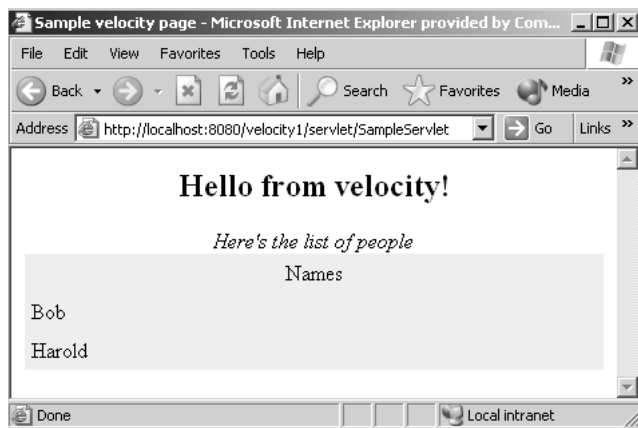 Sample velocity page - Microsoft Internet Explorer provided by Com...
File Edit View Favorites Tools Help
Back Search Favorites Media »
Address http://localhost:8080/velocity1/servlet/SampleServlet Go Links »
Hello from velocity!
Here's the list of people
Names
Bob
Harold
Done Local intranet